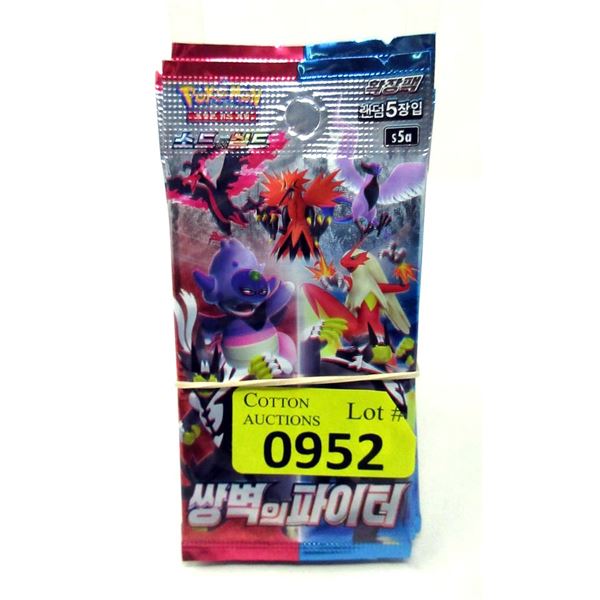 Pokémon
확장팩
랜덤5장입
소드&실드
s5a
COTTON
AUCTIONS
Lot #
0952
쌍벽의 파이터